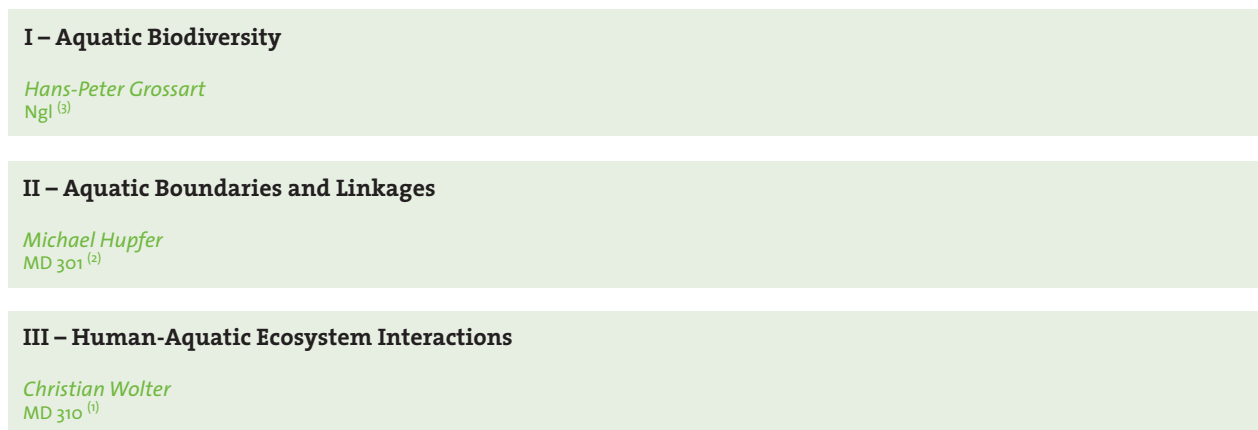 I – Aquatic Biodiversity
Hans-Peter Grossart
Ngl (3)
II – Aquatic Boundaries and Linkages
Michael Hupfer
MD 301 (2)
III – Human-Aquatic Ecosystem Interactions
Christian Wolter
MD 310 (1)